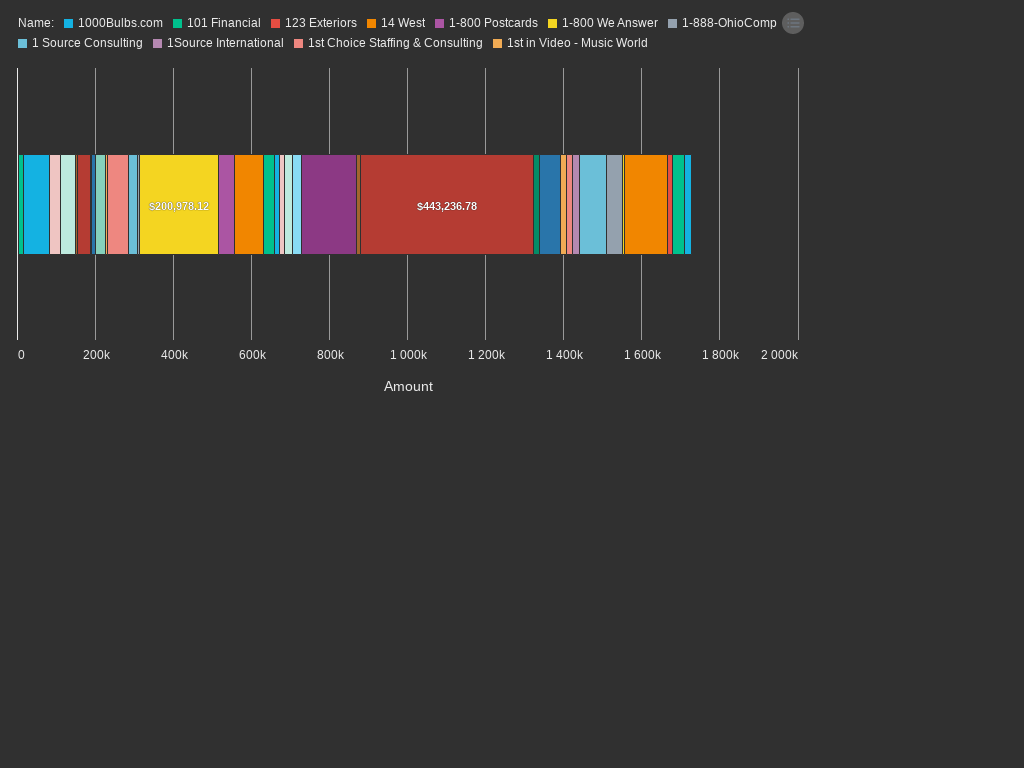 Name: 1000Bulbs.com 101 Financial 123 Exteriors 14 West 1-800 Postcards 1-800 We Answer 1-888-OhioComp
1 Source Consulting 1Source International 1st Choice Staffing & Consulting 1st in Video - Music World
$200,978.12 $443,236.78
0 200k 400k 600k 800k 1 000k 1 200k 1 400k 1 600k 1 800k 2 000k
Amount